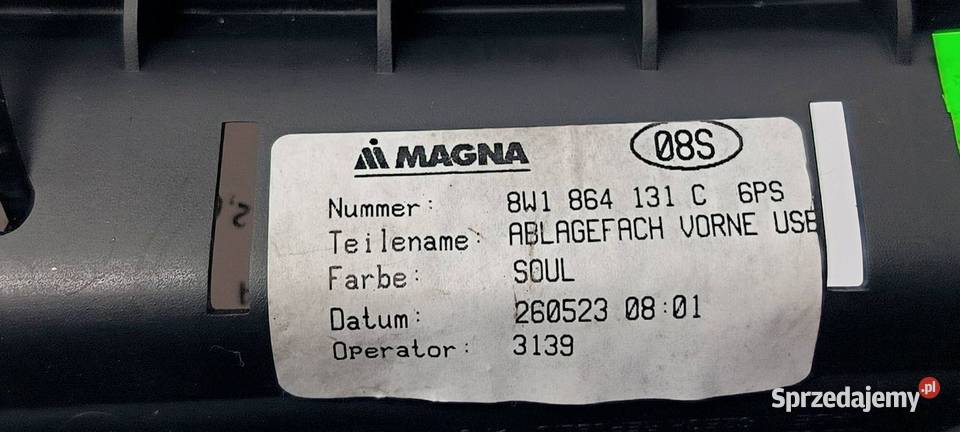 MAGNA
08S
Nummer: 8W1 864 131 C 6PS
Teilename: ABLAGEFACH VORNE USB
Farbe: SOUL
Datum: 260523 08:01
Operator: 3139
Sprzedajemy.pl